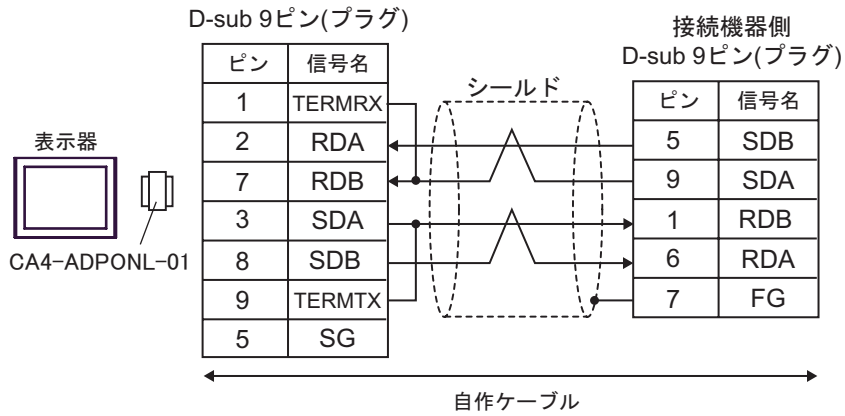 D-sub 9ピン(プラグ)
接続機器側
D-sub 9ピン(プラグ)
ピン 信号名
1 TERMRX
2 RDA
7 RDB
3 SDA
8 SDB
9 TERMTX
5 SG
シールド
ピン 信号名
5 SDB
9 SDA
1 RDB
6 RDA
7 FG
表示器
CA4-ADPONL-01
自作ケーブル